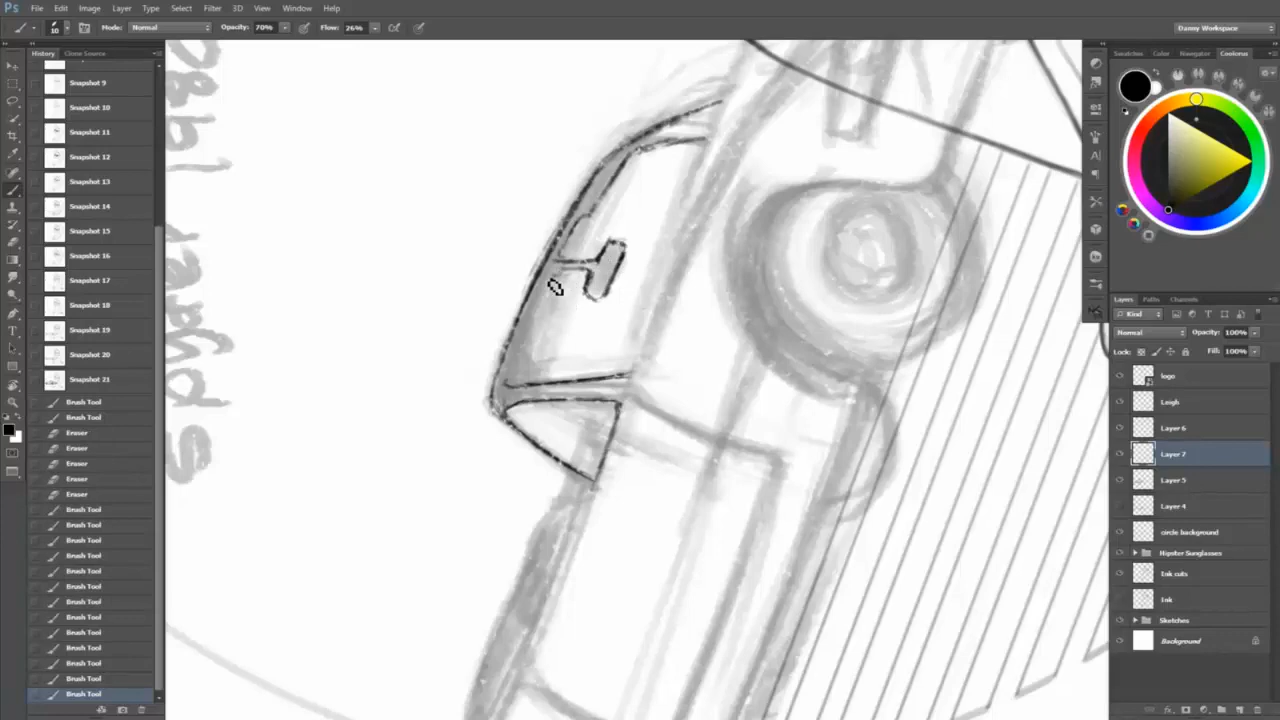 Ps File Edit Image Layer Type Select Filter 3D View Window Help
10 Mode: Normal Opacity: 70% Flow: 26% Danny Workspace
History Clone Source
Swatches Color Navigator Coolorus
Snapshot 9
Snapshot 10
Snapshot 11
Snapshot 12
Snapshot 13
Snapshot 14
Snapshot 15
Snapshot 16
Snapshot 17
Snapshot 18
Snapshot 19
Snapshot 20
Snapshot 21
Brush Tool
Brush Tool
Eraser
Eraser
Eraser
Eraser
Eraser
Brush Tool
Brush Tool
Brush Tool
Brush Tool
Brush Tool
Brush Tool
Brush Tool
Brush Tool
Brush Tool
Brush Tool
Brush Tool
Brush Tool
Brush Tool
Layers Paths Channels
Kind
Normal Opacity: 100%
Lock: Fill: 100%
logo
Leigh
Layer 6
Layer 7
Layer 5
Layer 4
circle background
Hipster Sunglasses
Ink cuts
Ink
Sketches
Background